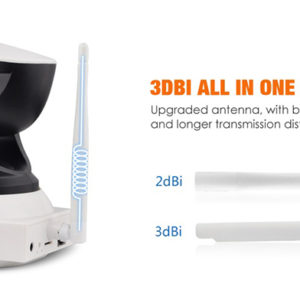 3DBI ALL IN ONE
Upgraded antenna, with b
and longer transmission dis
2dBi
3dBi